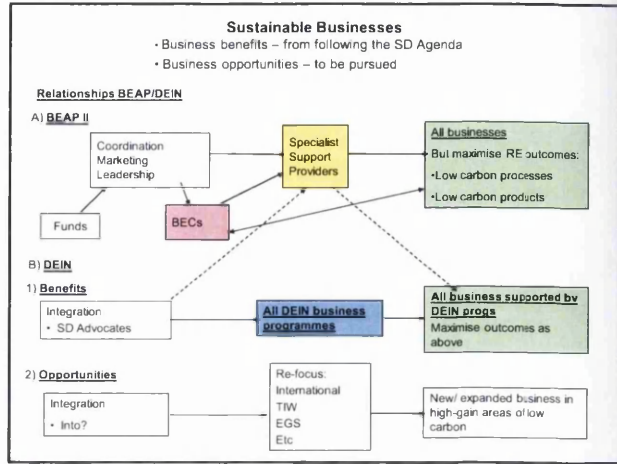 Sustainable Businesses
• Business benefits – from following the SD Agenda
• Business opportunities – to be pursued
Relationships BEAP/DEIN
A) BEAP II
Coordination
Marketing
Leadership
Specialist
Support
Providers
All businesses
But maximise RE outcomes:
•Low carbon processes
•Low carbon products
Funds
BECs
B) DEIN
1) Benefits
Integration
• SD Advocates
All DEIN business
programmes
All business supported by
DEIN progs
Maximise outcomes as
above
2) Opportunities
Integration
• Into?
Re-focus:
International
TIW
EGS
Etc
New/ expanded business in
high-gain areas of low
carbon